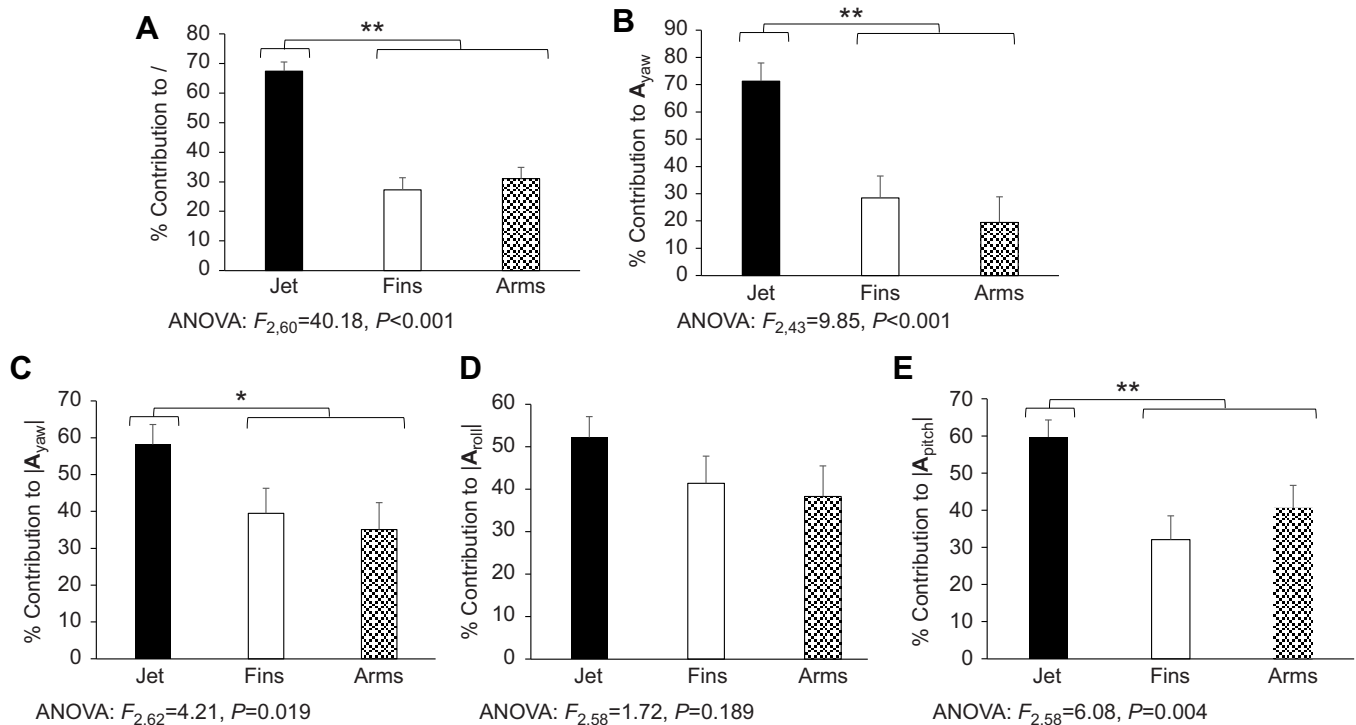 A
**
% Contribution to I
70
60
50
40
30
20
10
0
Jet Fins Arms
ANOVA: F2,60=40.18, P<0.001
B
**
% Contribution to Ayaw
90
80
70
60
50
40
30
20
10
0
Jet Fins Arms
ANOVA: F2,43=9.85, P<0.001
C
*
% Contribution to |Ayaw|
70
60
50
40
30
20
10
0
Jet Fins Arms
ANOVA: F2,62=4.21, P=0.019
D
% Contribution to |Aroll|
60
50
40
30
20
10
0
Jet Fins Arms
ANOVA: F2,58=1.72, P=0.189
E
**
% Contribution to |Apitch|
70
60
50
40
30
20
10
0
Jet Fins Arms
ANOVA: F2,58=6.08, P=0.004